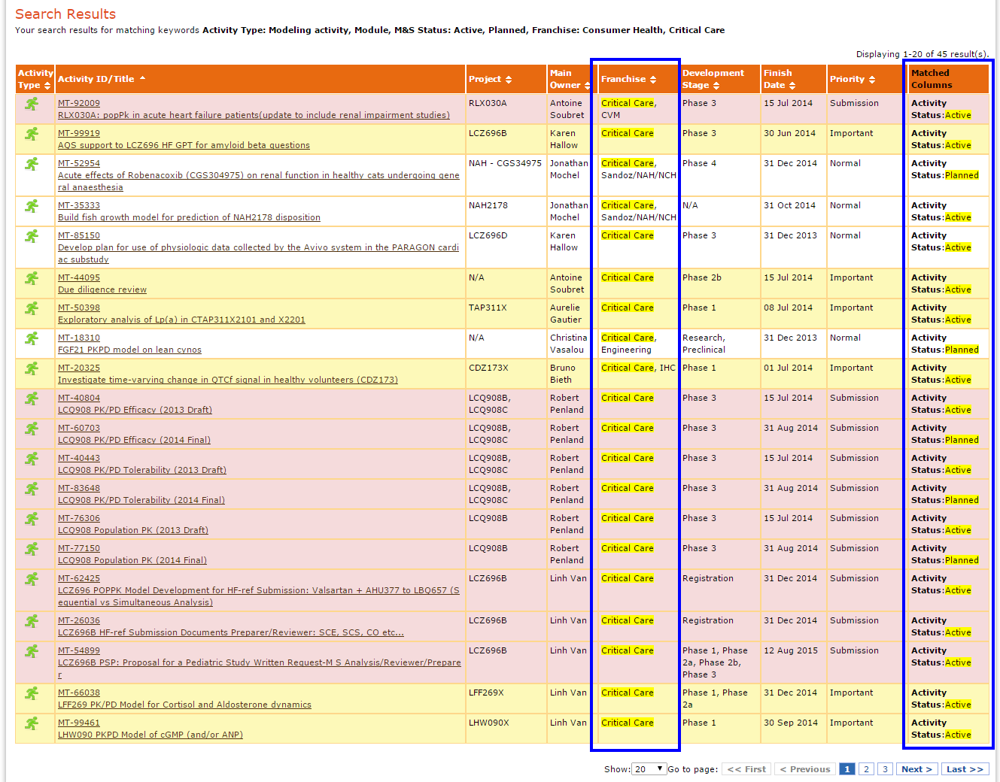 Search Results
Your search results for matching keywords Activity Type: Modeling activity, Module, M&S Status: Active, Planned, Franchise: Consumer Health, Critical Care
Displaying 1-20 of 45 result(s).
Activity Type Activity ID/Title Project Main Owner Franchise Development Stage Finish Date Priority Matched Columns
MT-92009 RLX030A Antoine Critical Care, Phase 3 15 Jul 2014 Submission Activity
RLX030A: popPk in acute heart failure patients(update to include renal impairment studies) Soubret CVM Status:Active
MT-99919 LCZ696B Karen Critical Care Phase 3 30 Jun 2014 Important Activity
AQS support to LCZ696 HF GPT for amyloid beta questions Hallow Status:Active
MT-52954 NAH - CGS34975 Jonathan Critical Care, Phase 4 31 Dec 2014 Normal Activity
Acute effects of Robenacoxib (CGS304975) on renal function in healthy cats undergoing gene Mochel Sandoz/NAH/NCH Status:Planned
ral anaesthesia
MT-35333 NAH2178 Jonathan Critical Care, N/A 31 Oct 2014 Normal Activity
Build fish growth model for prediction of NAH2178 disposition Mochel Sandoz/NAH/NCH Status:Active
MT-85150 LCZ696D Karen Critical Care Phase 3 31 Dec 2013 Normal Activity
Develop plan for use of physiologic data collected by the Avivo system in the PARAGON cardi Hallow Status:Active
ac substudy
MT-44095 N/A Antoine Critical Care Phase 2b 15 Jul 2014 Important Activity
Due diligence review Soubret Status:Active
MT-50398 TAP311X Aurelie Critical Care Phase 1 08 Jul 2014 Important Activity
Exploratory analyis of Lp(a) in CTAP311X2101 and X2201 Gautier Status:Active
MT-18310 N/A Christina Critical Care, Research, 31 Dec 2013 Normal Activity
FGF21 PKPD model on lean cynos Vasalou Engineering Preclinical Status:Planned
MT-20325 CDZ173X Bruno Critical Care, IHC Phase 1 01 Jul 2014 Important Activity
Investigate time-varying change in QTCf signal in healthy volunteers (CDZ173) Bieth Status:Active
MT-40804 LCQ908B, Robert Critical Care Phase 3 15 Jul 2014 Submission Activity
LCQ908 PK/PD Efficacy (2013 Draft) LCQ908C Penland Status:Active
MT-60703 LCQ908B, Robert Critical Care Phase 3 31 Aug 2014 Submission Activity
LCQ908 PK/PD Efficacy (2014 Final) LCQ908C Penland Status:Planned
MT-40443 LCQ908B, Robert Critical Care Phase 3 15 Jul 2014 Submission Activity
LCQ908 PK/PD Tolerability (2013 Draft) LCQ908C Penland Status:Active
MT-83648 LCQ908B, Robert Critical Care Phase 3 31 Aug 2014 Submission Activity
LCQ908 PK/PD Tolerability (2014 Final) LCQ908C Penland Status:Planned
MT-76306 LCQ908B Robert Critical Care Phase 3 15 Jul 2014 Submission Activity
LCQ908 Population PK (2013 Draft) Penland Status:Active
MT-77150 LCQ908B Robert Critical Care Phase 3 31 Aug 2014 Submission Activity
LCQ908 Population PK (2014 Final) Penland Status:Planned
MT-62425 LCZ696B Linh Van Critical Care Registration 31 Dec 2014 Submission Activity
LCZ696 POPPK Model Development for HF-ref Submission: Valsartan + AHU377 to LBQ657 (S Status:Active
equential vs Simultaneous Analysis)
MT-26036 LCZ696B Linh Van Critical Care Registration 31 Dec 2014 Submission Activity
LCZ696B HF-ref Submission Documents Preparer/Reviewer: SCE, SCS, CO etc... Status:Active
MT-54899 LCZ696B Linh Van Critical Care Phase 1, Phase 12 Aug 2015 Submission Activity
LCZ696B PSP: Proposal for a Pediatric Study Written Request-M S Analysis/Reviewer/Prepare 2a, Phase 2b, Status:Active
r Phase 3
MT-66038 LFF269X Linh Van Critical Care Phase 1, Phase 31 Dec 2014 Important Activity
LFF269 PK/PD Model for Cortisol and Aldosterone dynamics 2a Status:Active
MT-99461 LHW090X Linh Van Critical Care Phase 1 30 Sep 2014 Important Activity
LHW090 PKPD Model of cGMP (and/or ANP) Status:Active
Show: 20 Go to page: << First < Previous 1 2 3 Next > Last >>